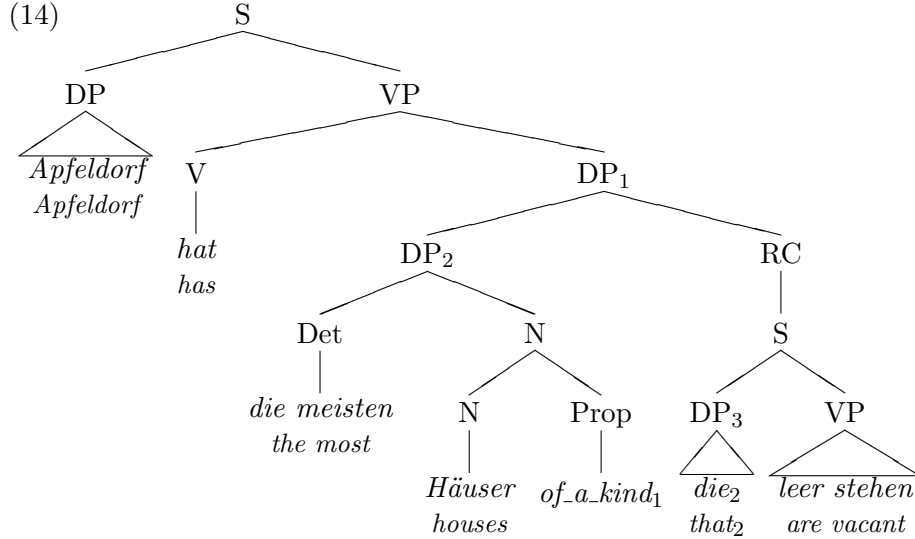 (14) S
DP VP
Apfeldorf V DP₁
Apfeldorf
hat DP₂ RC
has
Det N S
die meisten N Prop DP₃ VP
the most
Häuser of_a_kind₁ die₂ leer stehen
houses that₂ are vacant